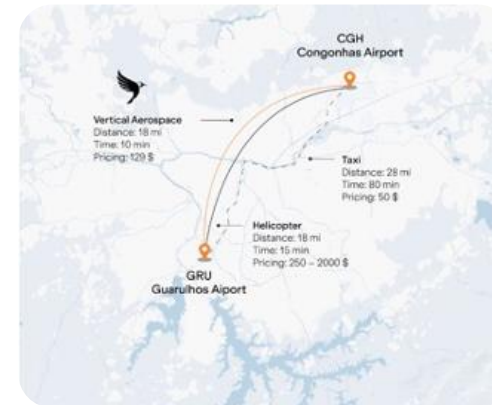 CGH
Congonhas Airport
Vertical Aerospace
Distance: 18 mi
Time: 10 min
Pricing: 129 $
Taxi
Distance: 28 mi
Time: 80 min
Pricing: 50 $
Helicopter
Distance: 18 mi
Time: 15 min
Pricing: 250 – 2000 $
GRU
Guarulhos Aiport